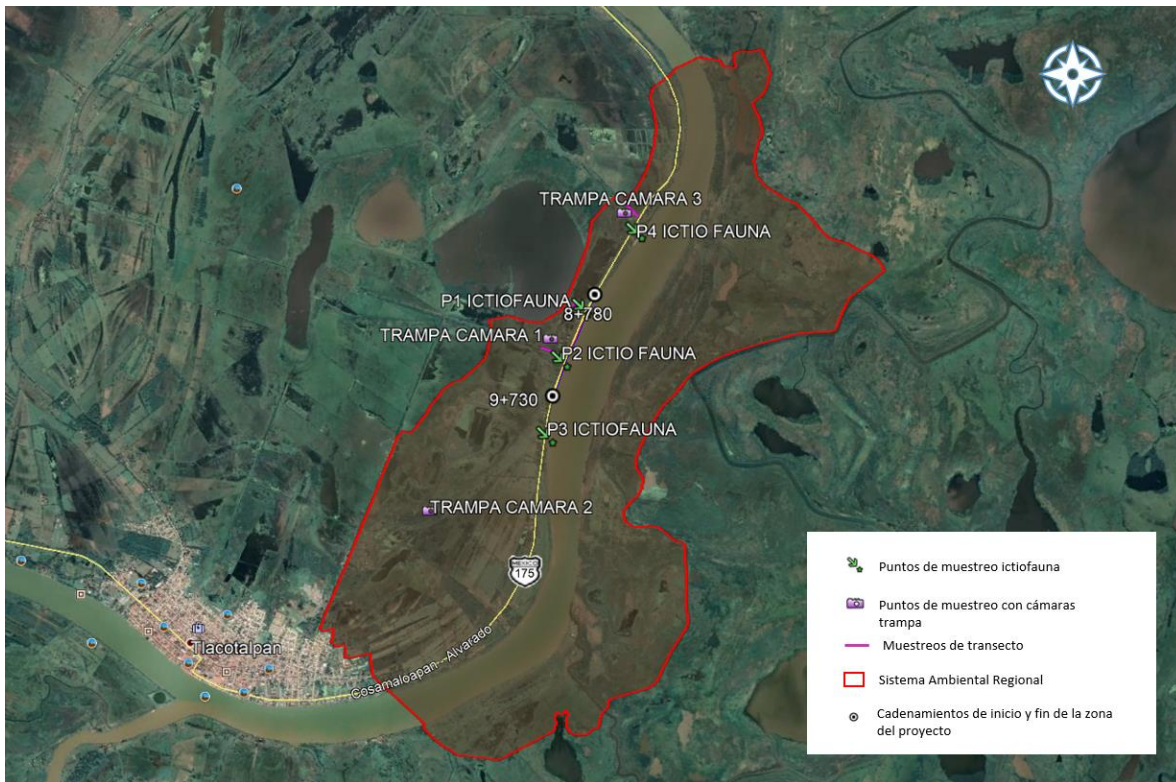 TRAMPA CAMARA 3
P4 ICTIO FAUNA
P1 ICTIOFAUNA
8+780
TRAMPA CAMARA 1
P2 ICTIO FAUNA
9+730
P3 ICTIOFAUNA
TRAMPA CAMARA 2
MEXICO
175
Tlacotalpan
Cosamaloapan - Alvarado
Puntos de muestreo ictiofauna
Puntos de muestreo con cámaras
trampa
Muestreos de transecto
Sistema Ambiental Regional
Cadenamientos de inicio y fin de la zona
del proyecto